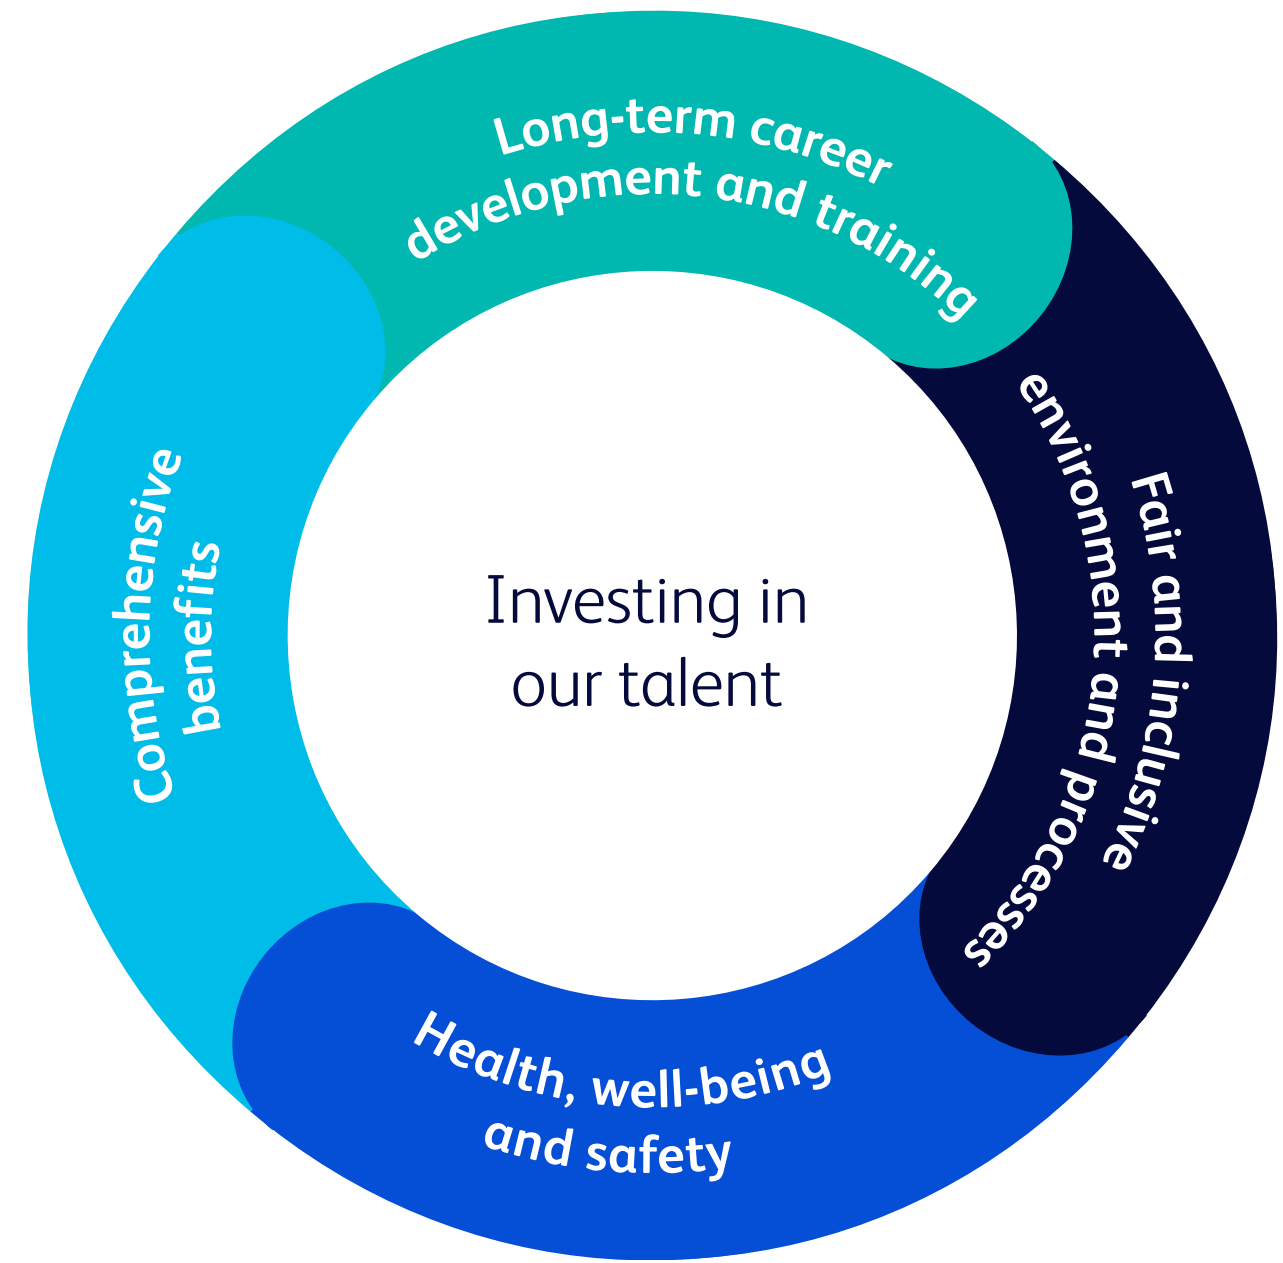 Long-term career
development and training
Fair and inclusive
environment and processes
Health, well-being
and safety
Comprehensive
benefits
Investing in
our talent